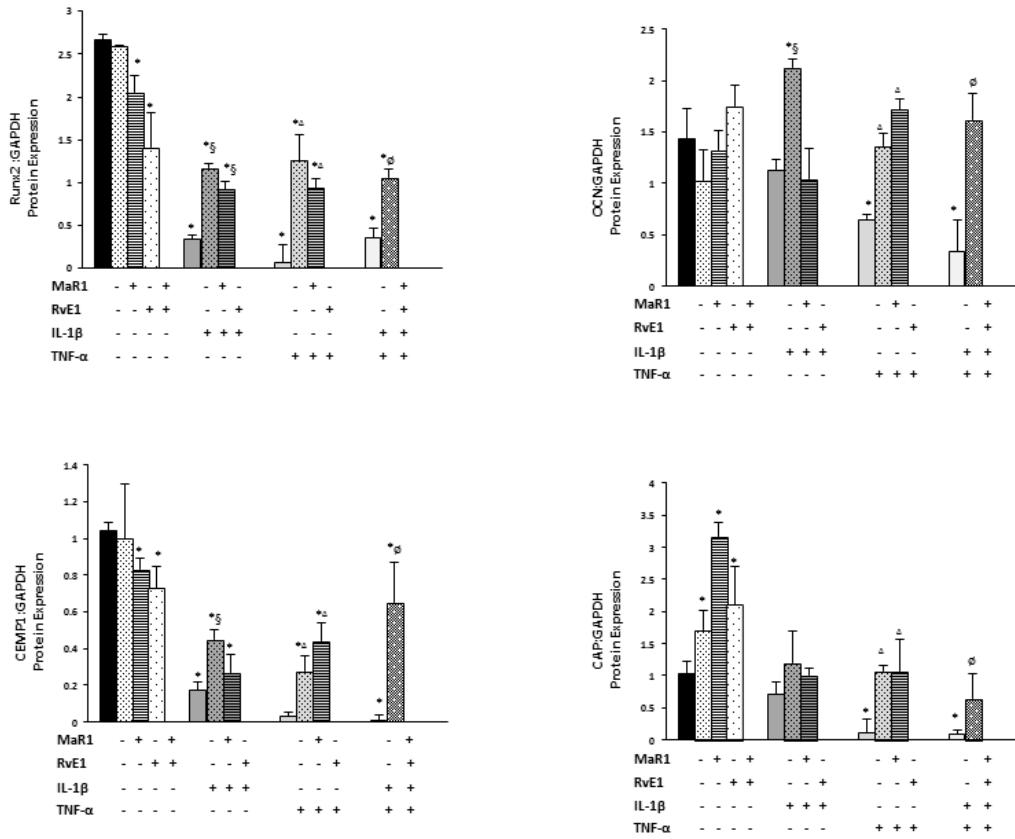 Runx2 :GAPDH
Protein Expression
3
2.5
2
1.5
1
0.5
0
*
*
*
*§
*§
*
*△
*△
*
*ø
MaR1 - + - + - + - - + - - +
RvE1 - - + + - - + - - + - +
IL-1β - - - - + + + - - - + +
TNF-α - - - - - - - + + + + +
OCN:GAPDH
Protein Expression
2.5
2
1.5
1
0.5
0
*§
*
△
△
*
ø
MaR1 - + - + - + - - + - - +
RvE1 - - + + - - + - - + - +
IL-1β - - - - + + + - - - + +
TNF-α - - - - - - - + + + + +
CEMP1:GAPDH
Protein Expression
1.4
1.2
1
0.8
0.6
0.4
0.2
0
*
*
*
*§
*
*△
*△
*
*ø
MaR1 - + - + - + - - + - - +
RvE1 - - + + - - + - - + - +
IL-1β - - - - + + + - - - + +
TNF-α - - - - - - - + + + + +
CAP:GAPDH
Protein Expression
4
3.5
3
2.5
2
1.5
1
0.5
0
*
*
*
*
△
△
*
ø
MaR1 - + - + - + - - + - - +
RvE1 - - + + - - + - - + - +
IL-1β - - - - + + + - - - + +
TNF-α - - - - - - - + + + + +